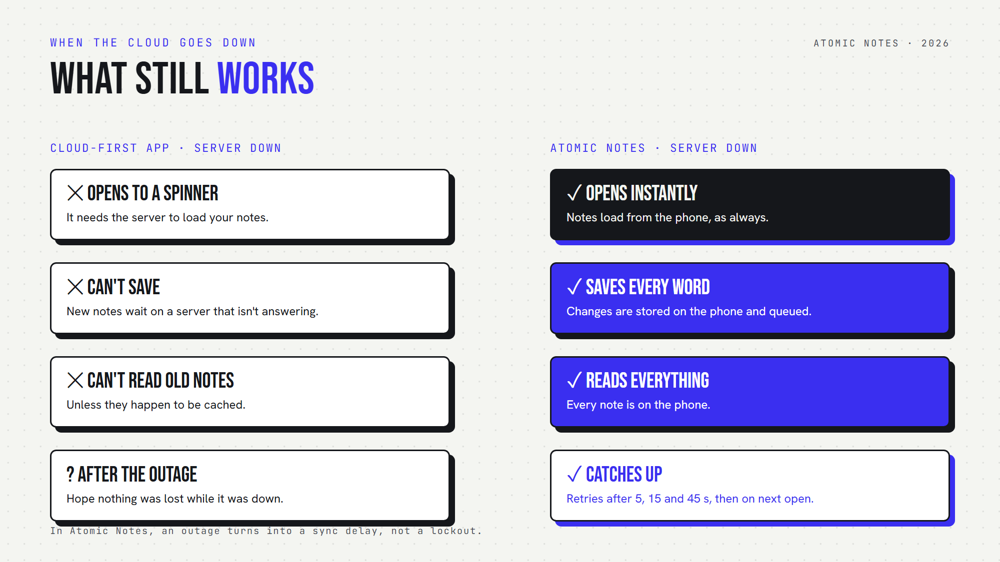 WHEN THE CLOUD GOES DOWN
ATOMIC NOTES · 2026
WHAT STILL WORKS
CLOUD-FIRST APP · SERVER DOWN
✕ OPENS TO A SPINNER
It needs the server to load your notes.
✕ CAN'T SAVE
New notes wait on a server that isn't answering.
✕ CAN'T READ OLD NOTES
Unless they happen to be cached.
? AFTER THE OUTAGE
Hope nothing was lost while it was down.
ATOMIC NOTES · SERVER DOWN
✓ OPENS INSTANTLY
Notes load from the phone, as always.
✓ SAVES EVERY WORD
Changes are stored on the phone and queued.
✓ READS EVERYTHING
Every note is on the phone.
✓ CATCHES UP
Retries after 5, 15 and 45 s, then on next open.
In Atomic Notes, an outage turns into a sync delay, not a lockout.